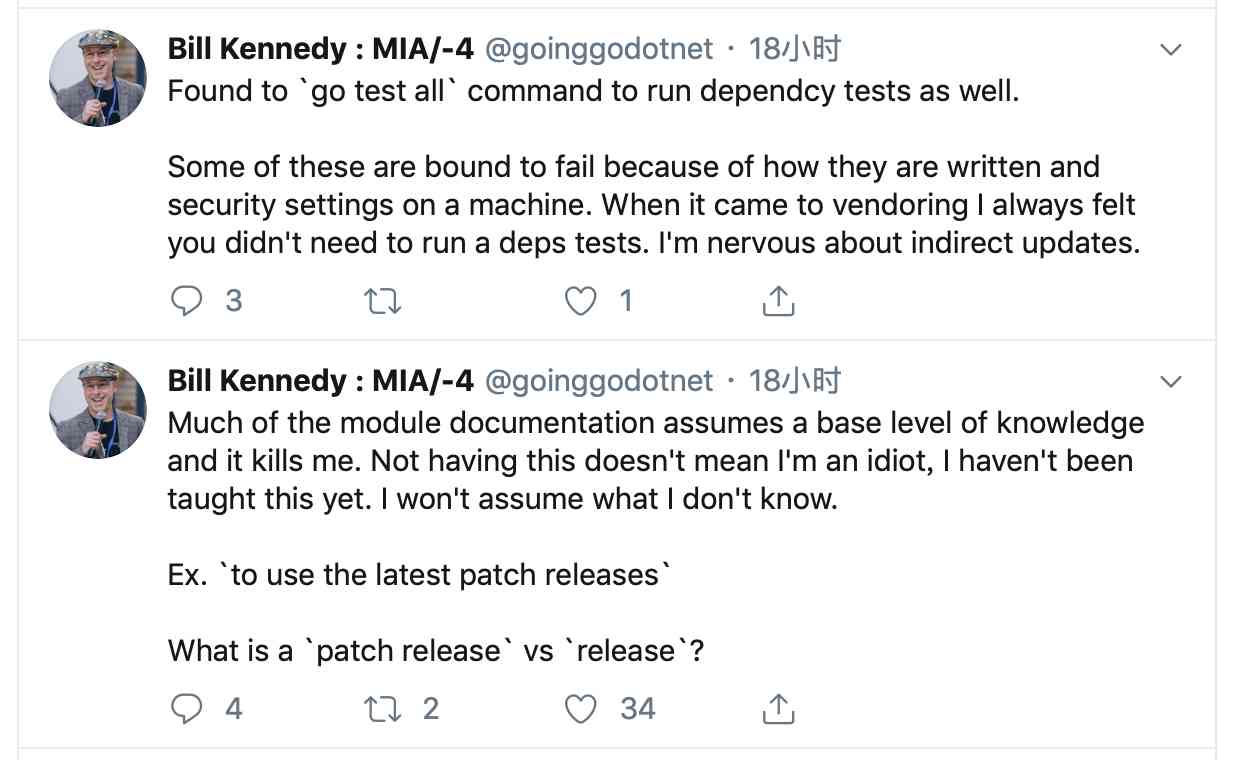 Bill Kennedy : MIA/-4 @goinggodotnet · 18小时
Found to `go test all` command to run dependcy tests as well.
Some of these are bound to fail because of how they are written and
security settings on a machine. When it came to vendoring I always felt
you didn't need to run a deps tests. I'm nervous about indirect updates.
3 1
Bill Kennedy : MIA/-4 @goinggodotnet · 18小时
Much of the module documentation assumes a base level of knowledge
and it kills me. Not having this doesn't mean I'm an idiot, I haven't been
taught this yet. I won't assume what I don't know.
Ex. `to use the latest patch releases`
What is a `patch release` vs `release`?
4 2 34